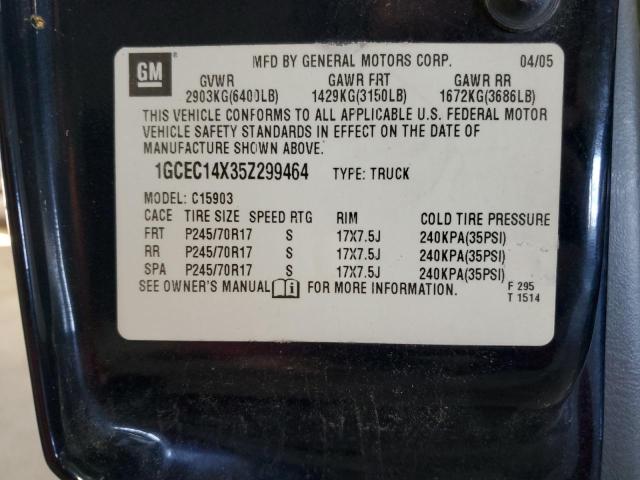 GM ® MFD BY GENERAL MOTORS CORP. 04/05
GVWR GAWR FRT GAWR RR
2903KG(6400LB) 1429KG(3150LB) 1672KG(3686LB)
THIS VEHICLE CONFORMS TO ALL APPLICABLE U.S. FEDERAL MOTOR
VEHICLE SAFETY STANDARDS IN EFFECT ON THE DATE OF
MANUFACTURE SHOWN ABOVE.
1GCEC14X35Z299464 TYPE: TRUCK
MODEL: C15903
CACE TIRE SIZE SPEED RTG RIM COLD TIRE PRESSURE
FRT P245/70R17 S 17X7.5J 240KPA(35PSI)
RR P245/70R17 S 17X7.5J 240KPA(35PSI)
SPA P245/70R17 S 17X7.5J 240KPA(35PSI)
SEE OWNER'S MANUAL i FOR MORE INFORMATION. F 295
T 1514